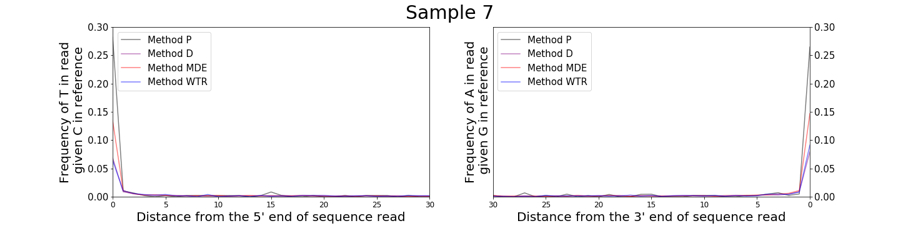 Sample 7
Frequency of T in read
given C in reference
0.30
0.25
0.20
0.15
0.10
0.05
0.00
Method P
Method D
Method MDE
Method WTR
0 5 10 15 20 25 30
Distance from the 5' end of sequence read
Frequency of A in read
given G in reference
Method P
Method D
Method MDE
Method WTR
30 25 20 15 10 5 0
Distance from the 3' end of sequence read
0.30
0.25
0.20
0.15
0.10
0.05
0.00